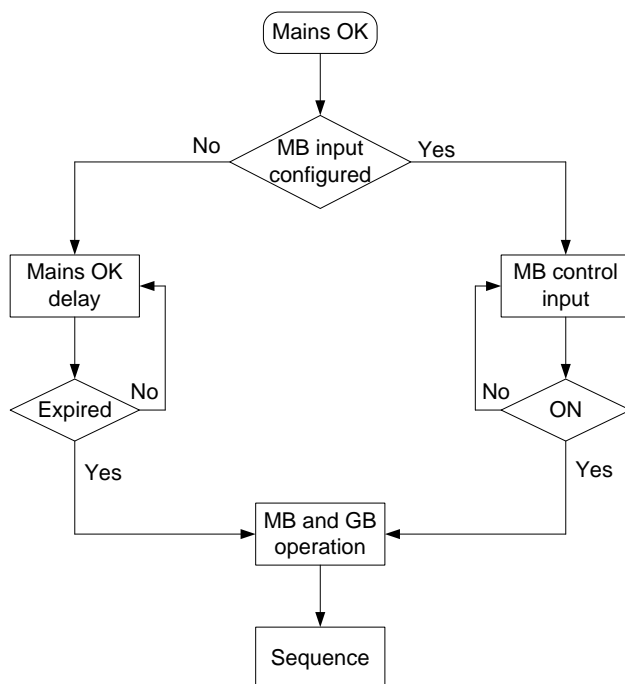 Mains OK
MB input
configured
No
Yes
Mains OK
delay
MB control
input
Expired
No
No
ON
Yes
Yes
MB and GB
operation
Sequence